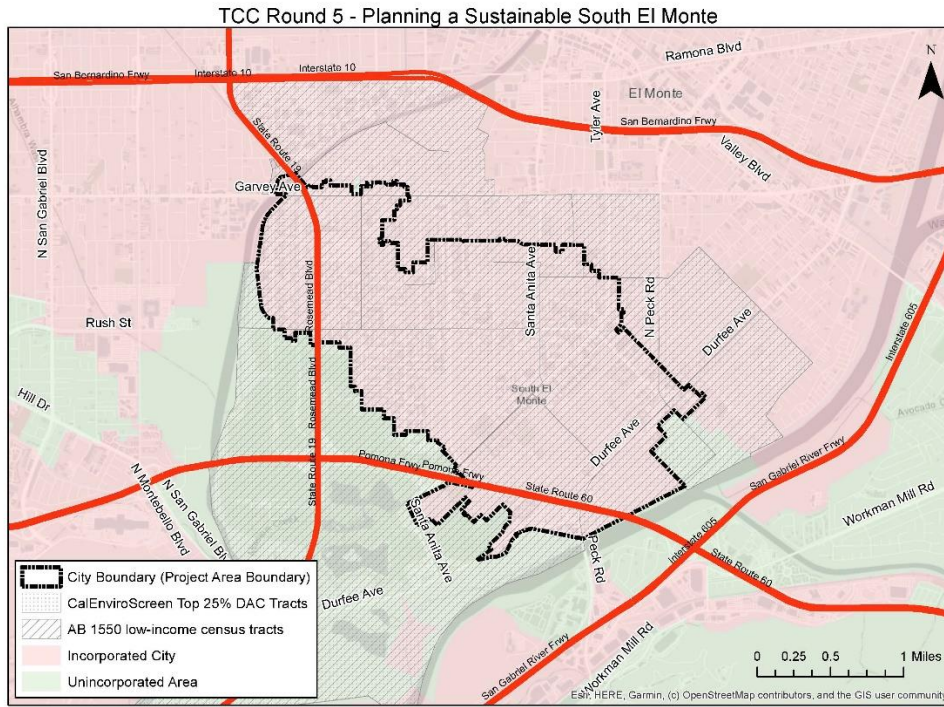 TCC Round 5 - Planning a Sustainable South El Monte
Ramona Blvd
N
San Bernardino Frwy
Interstate 10
Interstate 10
El Monte
Tyler Ave
San Bernardino Frwy
Valley Blvd
State Route 19
Garvey Ave
N San Gabriel Blvd
Santa Anita Ave
N Peck Rd
Rosemead Blvd
Rush St
Durfee Ave
Interstate 605
Hill Dr
South El
Monte
State Route 19
Rosemead Blvd
Durfee Ave
Pomona Frwy
Pomona Frwy
State Route 60
San Gabriel River Frwy
N Montebello Blvd
N San Gabriel Blv
Santa Anita Ave
Workman Mill Rd
Interstate 605
State Route 60
Peck Rd
Durfee Ave
San Gabriel River Frwy
Workman Mill Rd
City Boundary (Project Area Boundary)
CalEnviroScreen Top 25% DAC Tracts
AB 1550 low-income census tracts
Incorporated City
Unincorporated Area
0 0.25 0.5 1 Miles
Esri, HERE, Garmin, (c) OpenStreetMap contributors, and the GIS user community